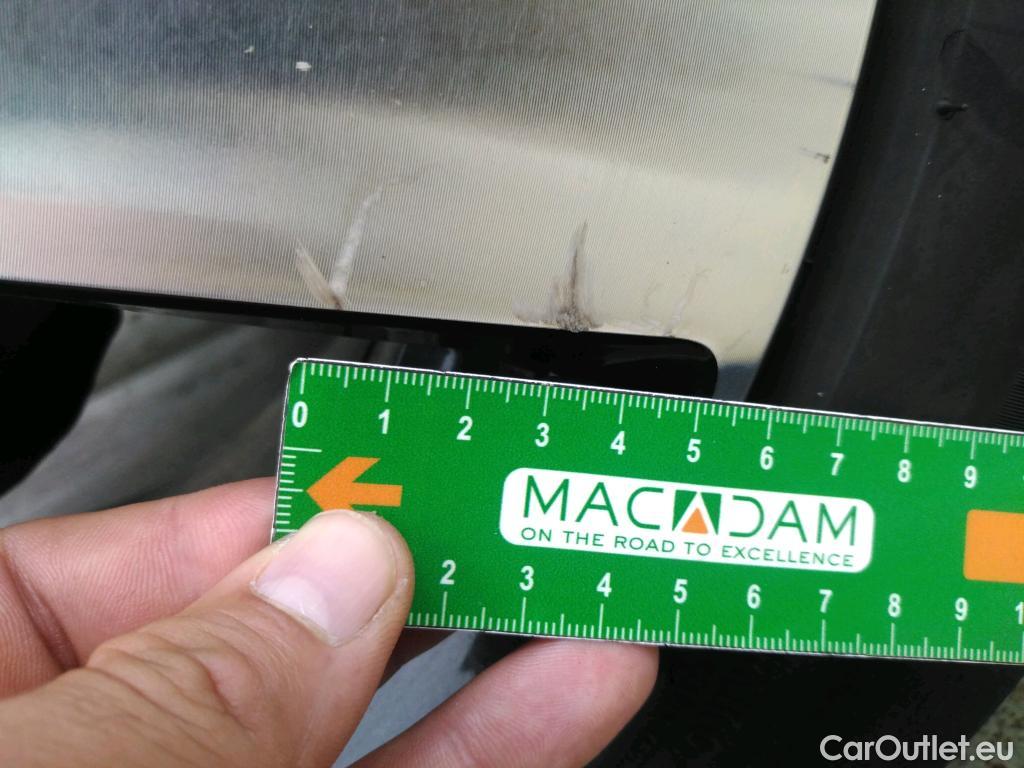 0 1 2 3 4 5 6 7 8 9
MACADAM
ON THE ROAD TO EXCELLENCE
2 3 4 5 6 7 8 9 1
CarOutlet.eu